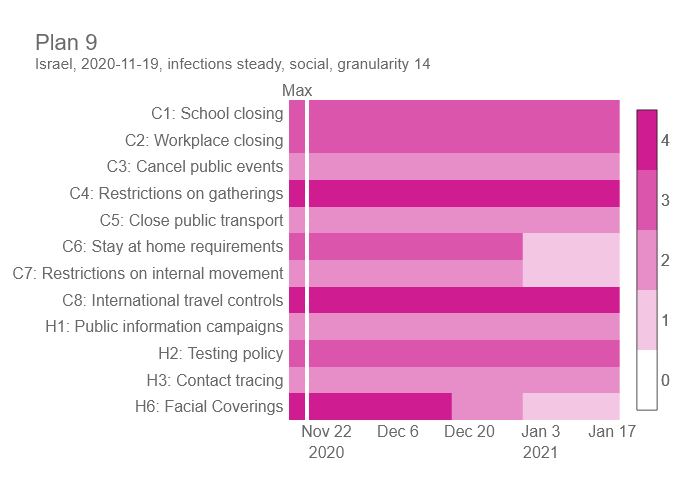 Plan 9
Israel, 2020-11-19, infections steady, social, granularity 14
Max
C1: School closing
C2: Workplace closing
C3: Cancel public events
C4: Restrictions on gatherings
C5: Close public transport
C6: Stay at home requirements
C7: Restrictions on internal movement
C8: International travel controls
H1: Public information campaigns
H2: Testing policy
H3: Contact tracing
H6: Facial Coverings
4
3
2
1
0
Nov 22 Dec 6 Dec 20 Jan 3 Jan 17
2020 2021